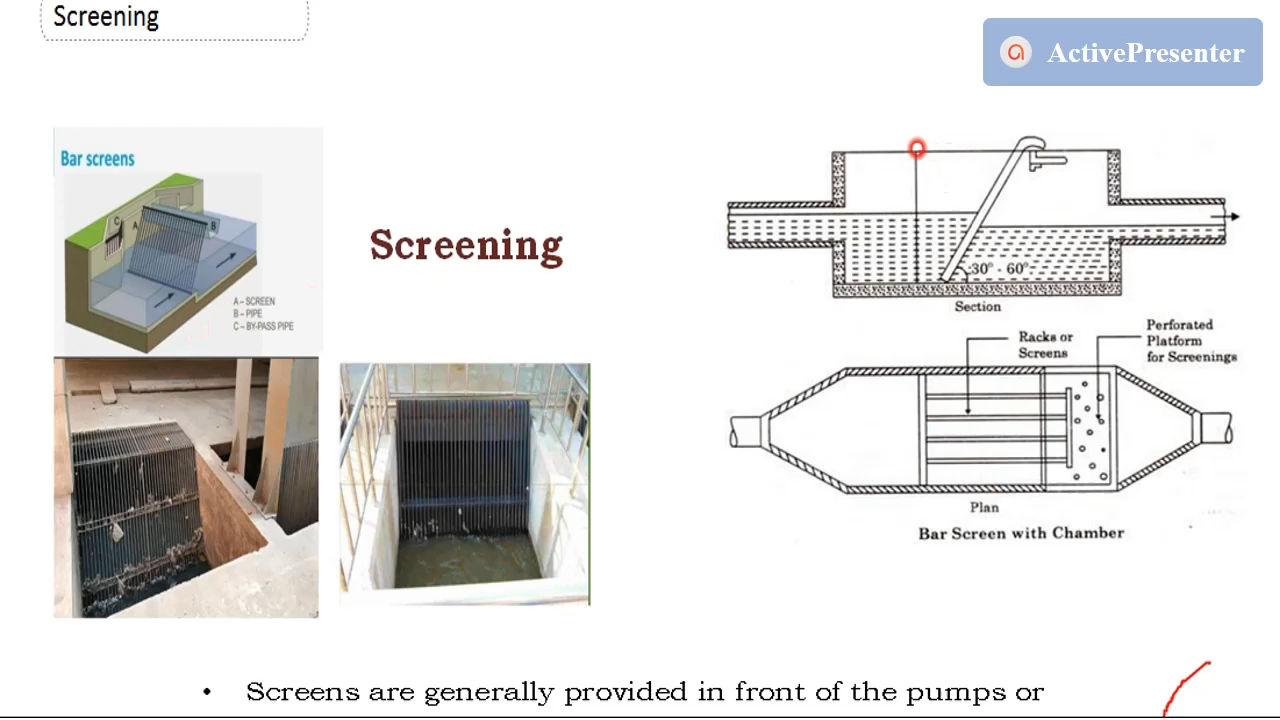 Screening
ActivePresenter
Bar screens
C
A
B
A – SCREEN
B – PIPE
C – BY-PASS PIPE
Screening
30° - 60°
Section
Racks or
Screens
Perforated
Platform
for Screenings
Plan
Bar Screen with Chamber
• Screens are generally provided in front of the pumps or